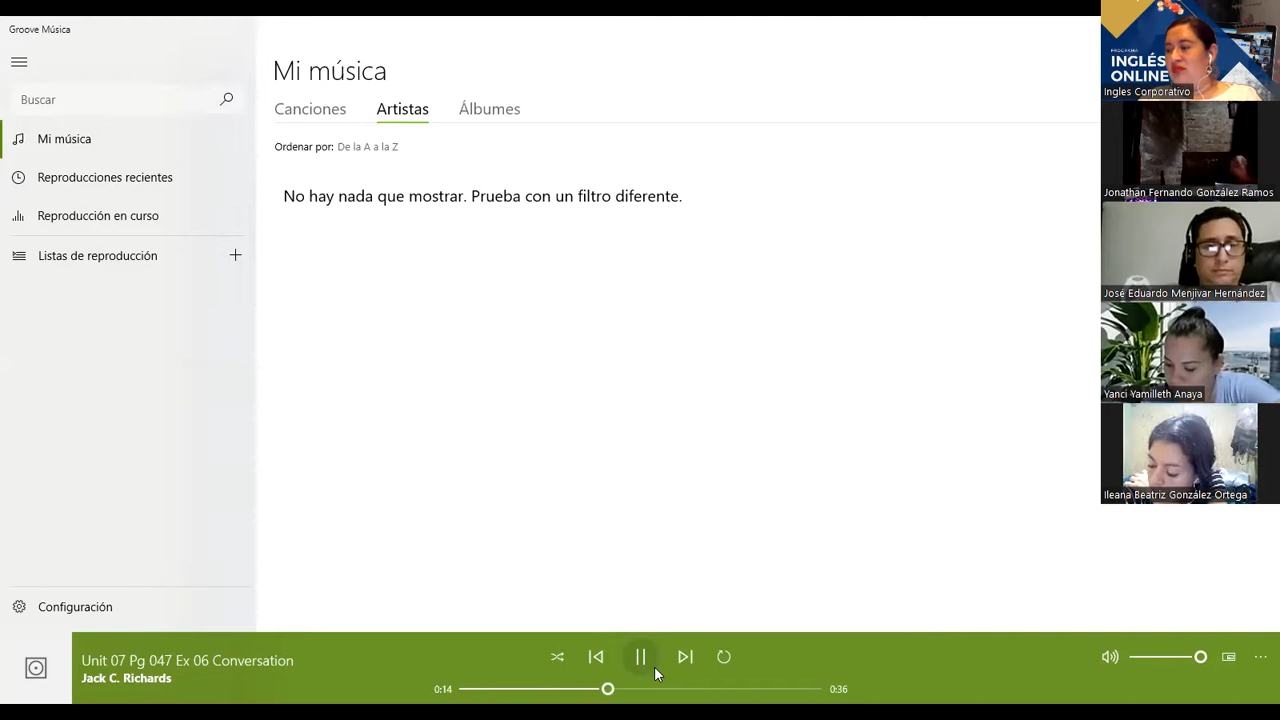 Groove Música
Buscar
Mi música
Reproducciones recientes
Reproducción en curso
Listas de reproducción
Configuración
Mi música
Canciones
Artistas
Álbumes
Ordenar por: De la A a la Z
No hay nada que mostrar. Prueba con un filtro diferente.
Unit 07 Pg 047 Ex 06 Conversation
Jack C. Richards
0:14
0:36
PROGRAMA
INGLÉS
ONLINE
Ingles Corporativo
Jonathan Fernando González Ramos
José Eduardo Menjivar Hernández
Yanci Yamilleth Anaya
Ileana Beatriz González Ortega